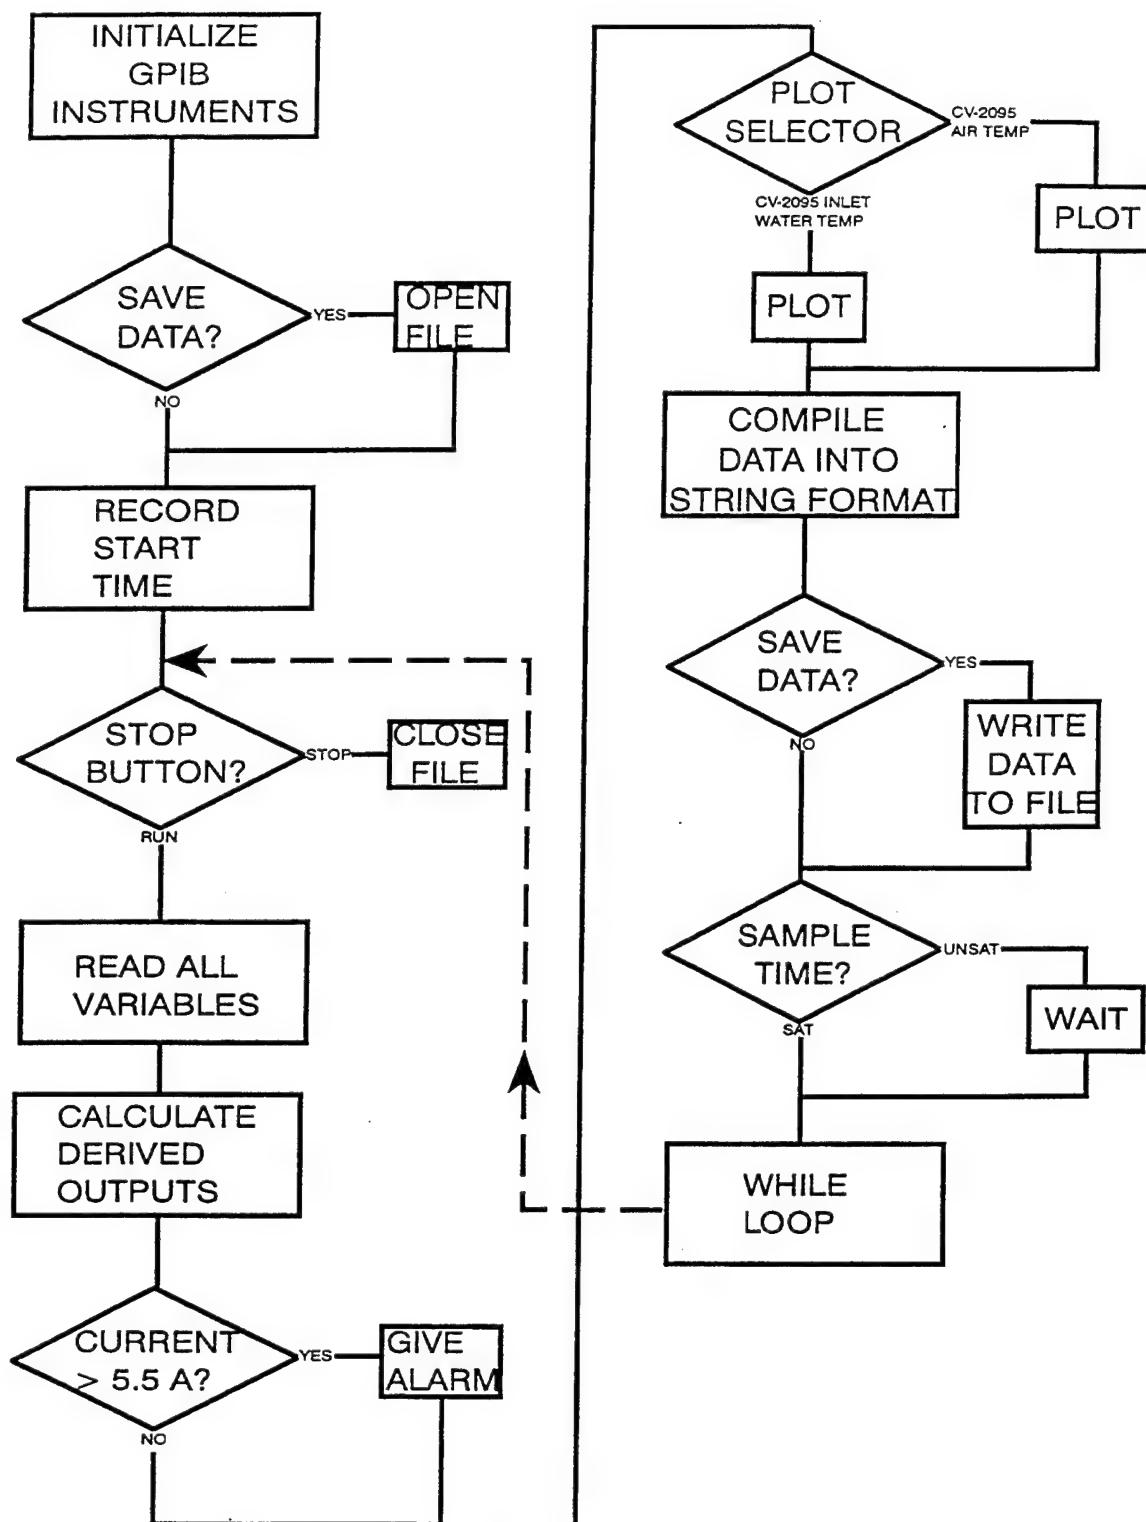 INITIALIZE
GPIB
INSTRUMENTS
SAVE
DATA?
YES
OPEN
FILE
NO
RECORD
START
TIME
STOP
BUTTON?
STOP
CLOSE
FILE
RUN
READ ALL
VARIABLES
CALCULATE
DERIVED
OUTPUTS
CURRENT
> 5.5 A?
YES
GIVE
ALARM
NO
PLOT
SELECTOR
CV-2095
AIR TEMP
PLOT
CV-2095 INLET
WATER TEMP
PLOT
COMPILE
DATA INTO
STRING FORMAT
SAVE
DATA?
YES
WRITE
DATA
TO FILE
NO
SAMPLE
TIME?
UNSAT
WAIT
SAT
WHILE
LOOP